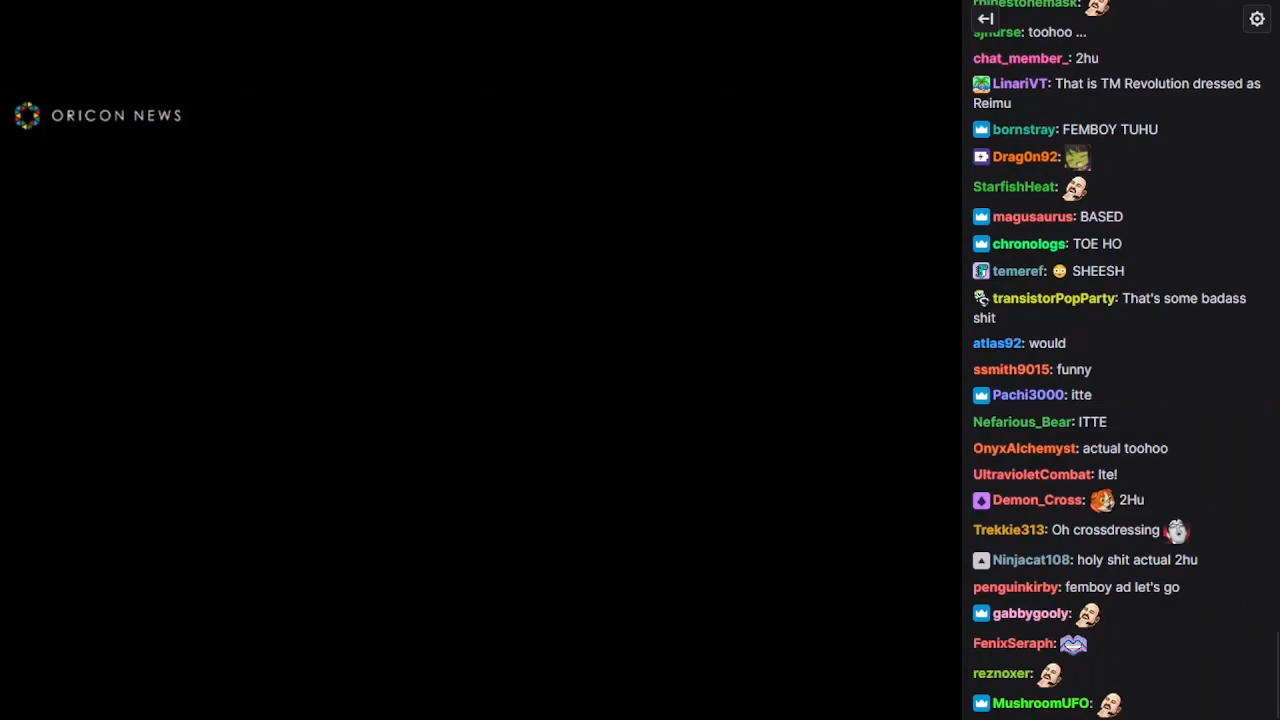 rhinestonemask:
sjnurse: toohoo ...
chat_member_: 2hu
ORICON NEWS
LinariVT: That is TM Revolution dressed as
Reimu
bornstray: FEMBOY TUHU
Drag0n92:
StarfishHeat:
magusaurus: BASED
chronologs: TOE HO
temeref: SHEESH
transistorPopParty: That's some badass
shit
atlas92: would
ssmith9015: funny
Pachi3000: itte
Nefarious_Bear: ITTE
OnyxAlchemyst: actual toohoo
UltravioletCombat: Ite!
Demon_Cross: 2Hu
Trekkie313: Oh crossdressing
Ninjacat108: holy shit actual 2hu
penguinkirby: femboy ad let's go
gabbygooly:
FenixSeraph:
reznoxer:
MushroomUFO: